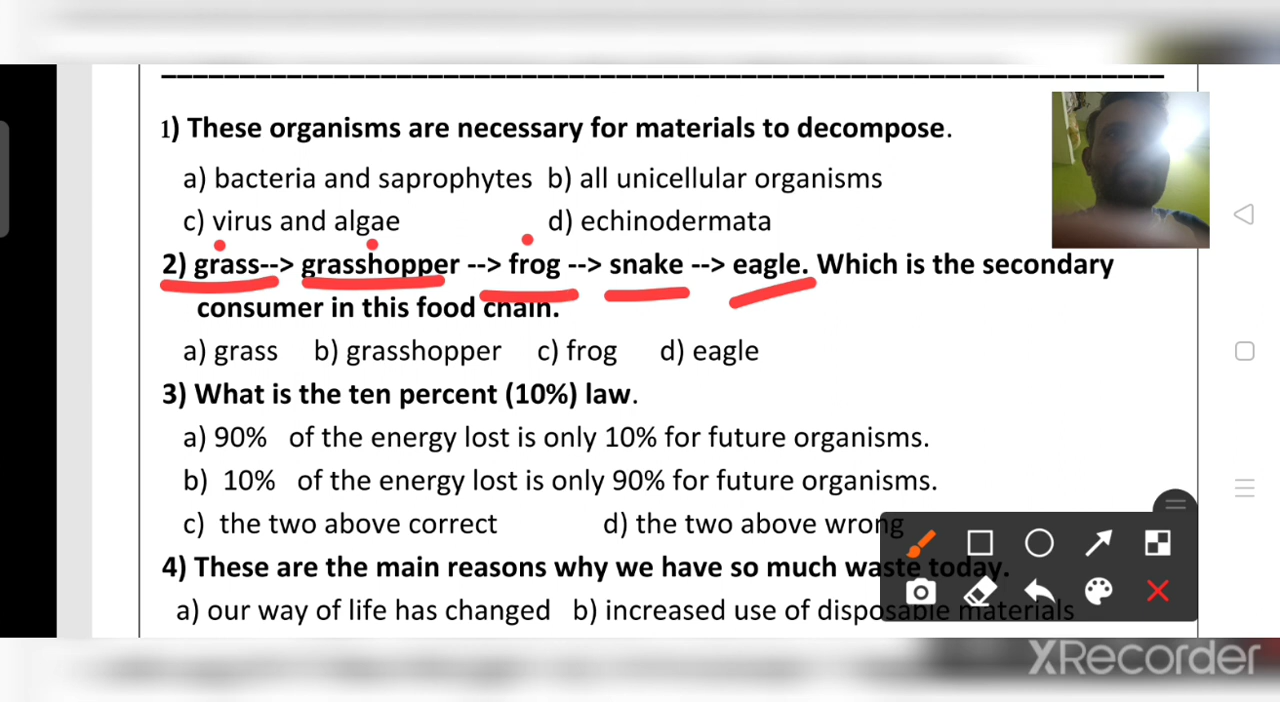 1) These organisms are necessary for materials to decompose.
a) bacteria and saprophytes b) all unicellular organisms
c) virus and algae d) echinodermata
2) grass--> grasshopper --> frog --> snake --> eagle. Which is the secondary
consumer in this food chain.
a) grass b) grasshopper c) frog d) eagle
3) What is the ten percent (10%) law.
a) 90% of the energy lost is only 10% for future organisms.
b) 10% of the energy lost is only 90% for future organisms.
c) the two above correct d) the two above wrong
4) These are the main reasons why we have so much waste today.
a) our way of life has changed b) increased use of disposable materials
XRecorder